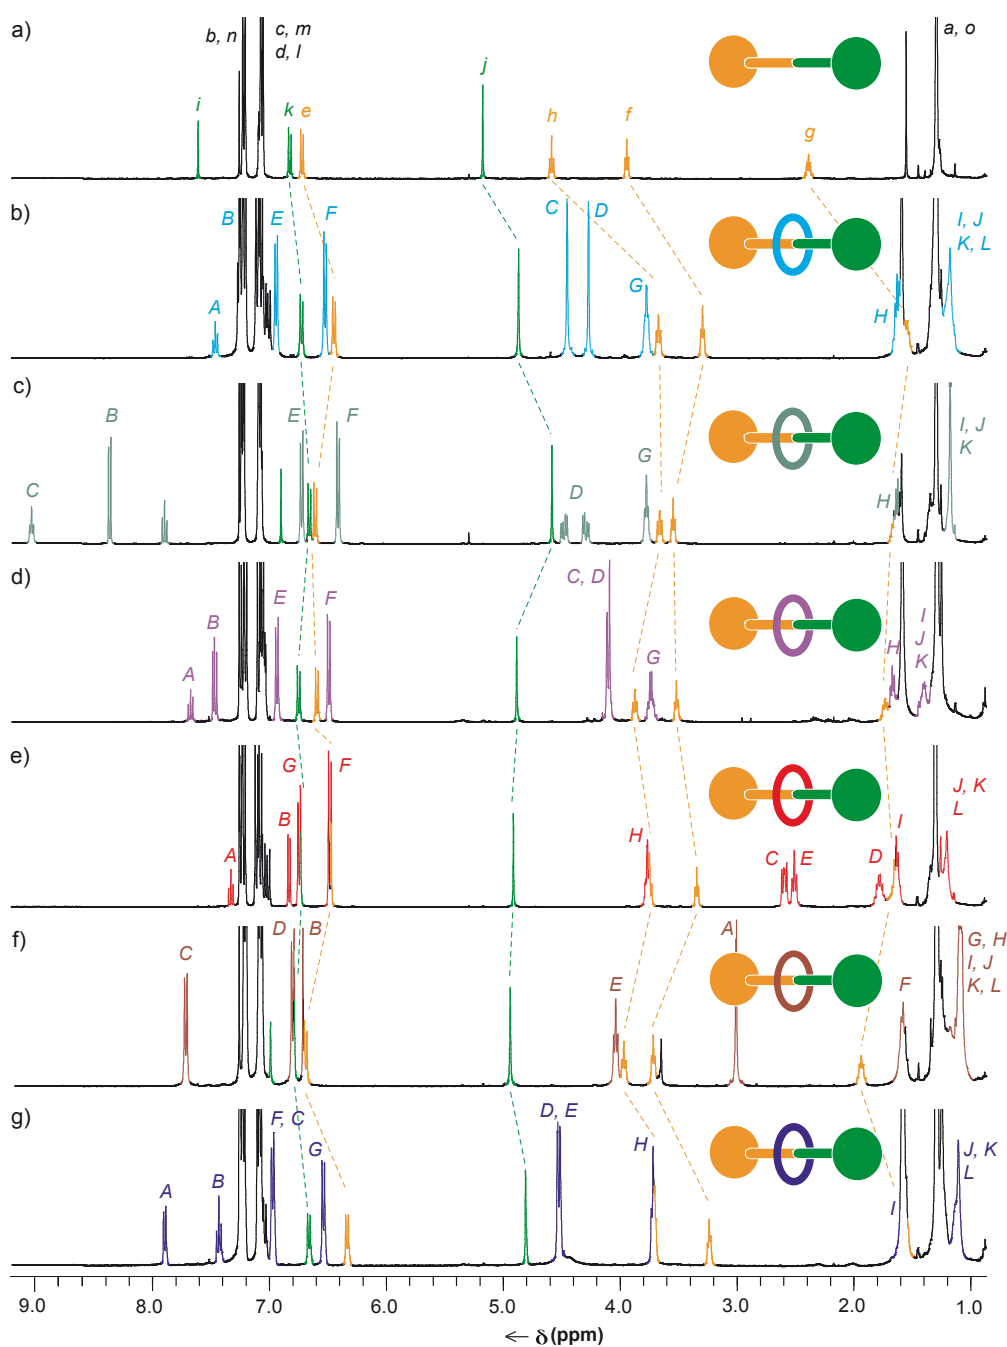 a)
b, n
c, m
d, l
a, o
i
k
e
j
h
f
g
b)
A
B
E
F
C
D
G
H
I, J
K, L
c)
C
B
E
F
D
G
H
I, J
K
d)
A
B
E
F
C, D
G
H
I
J
K
e)
A
B
G
F
H
C
E
D
I
J, K
L
f)
C
D
B
E
A
F
G, H
I, J
K, L
g)
A
B
F, C
G
D, E
H
I
J, K
L
9.0 8.0 7.0 6.0 5.0 4.0 3.0 2.0 1.0
← δ (ppm)